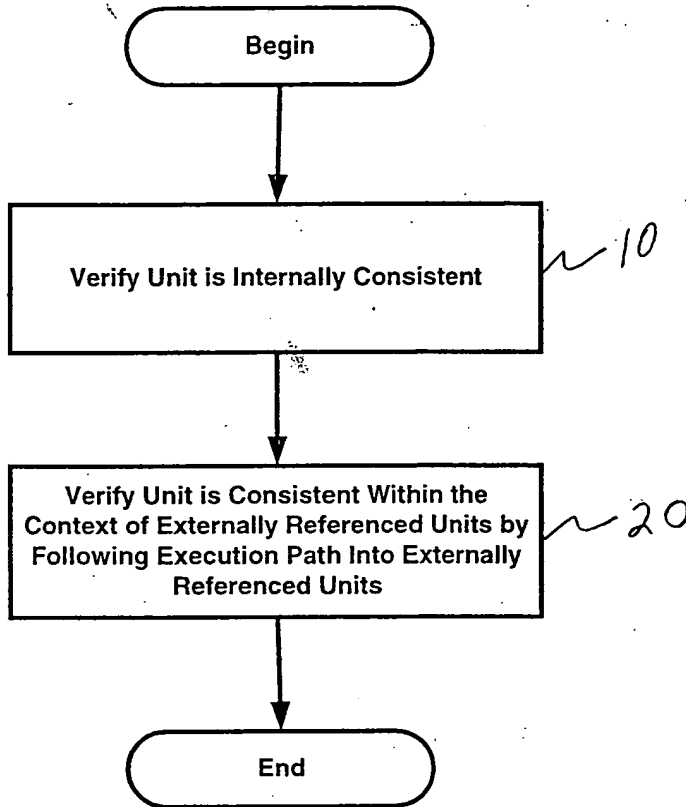 Begin
Verify Unit is Internally Consistent
10
Verify Unit is Consistent Within the
Context of Externally Referenced Units by
Following Execution Path Into Externally
Referenced Units
20
End